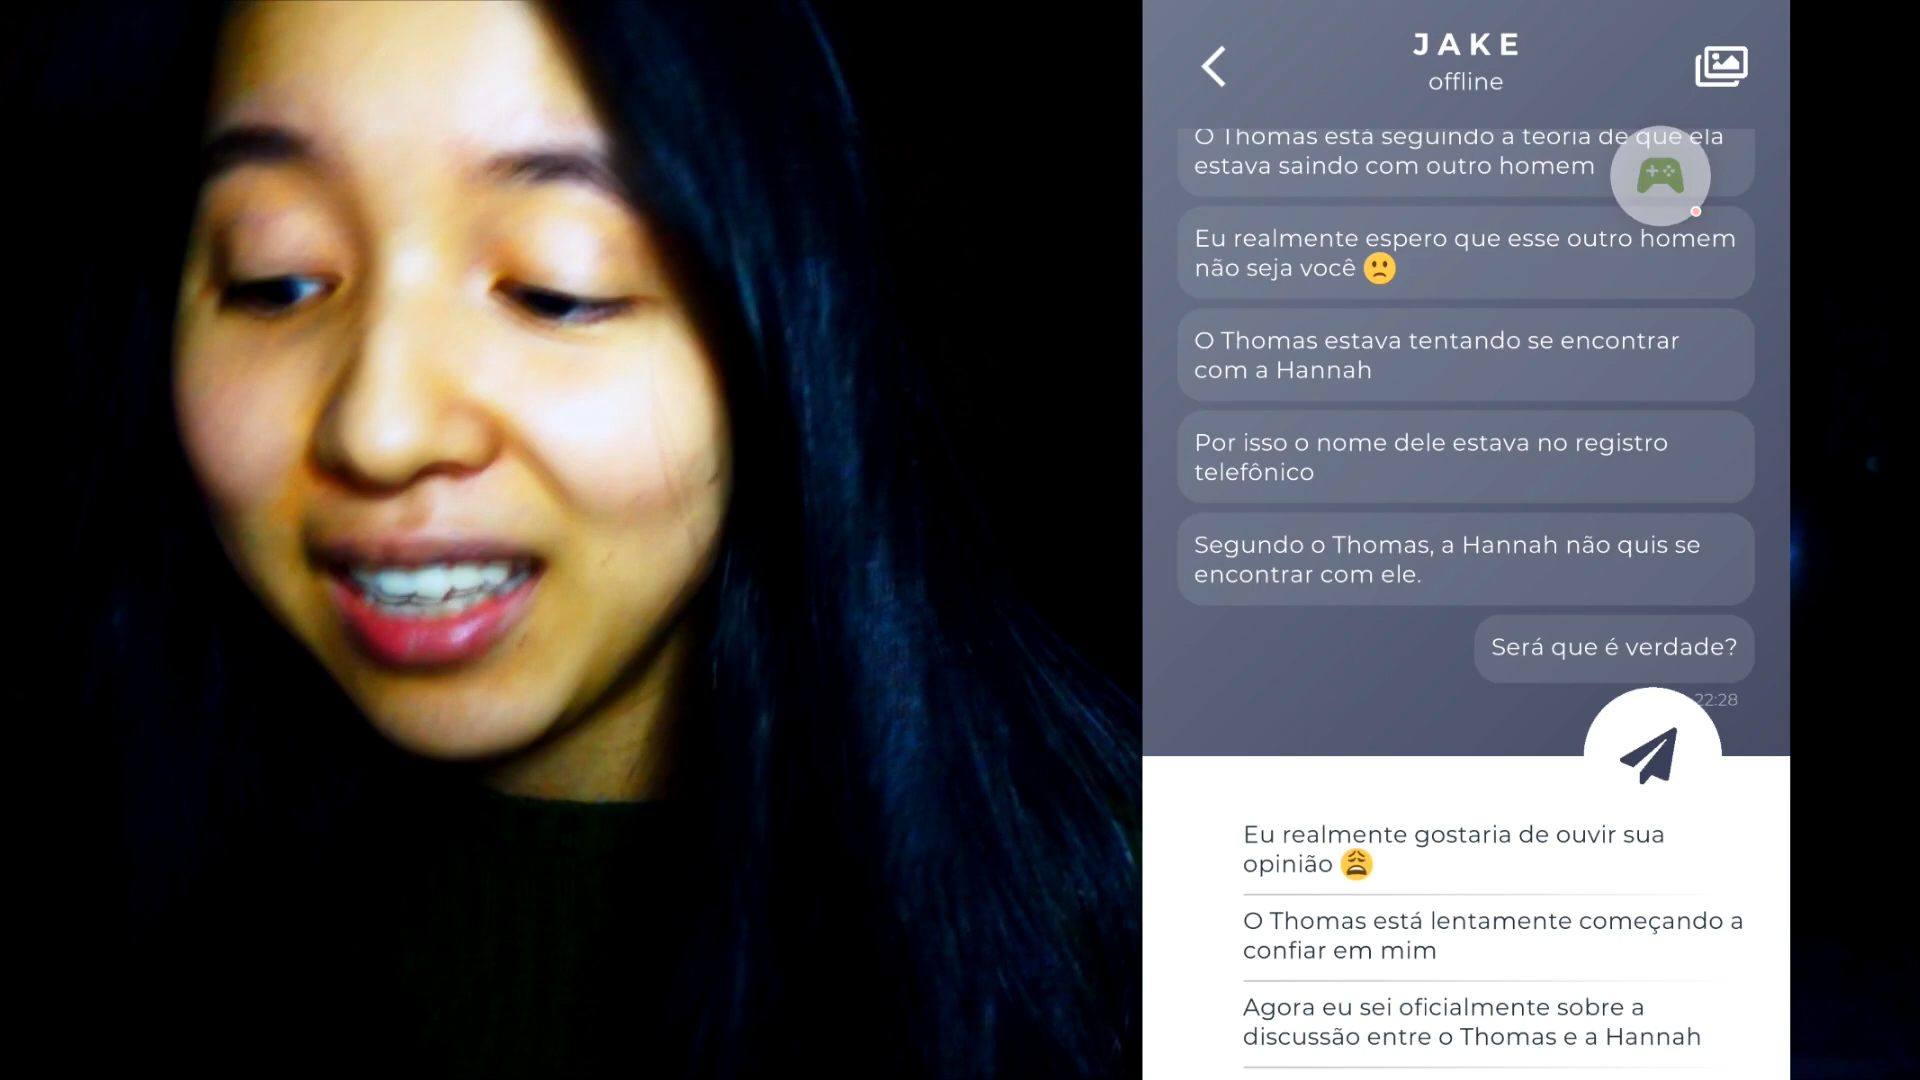 JAKE
offline
O Thomas está seguindo a teoria de que ela
estava saindo com outro homem
Eu realmente espero que esse outro homem
não seja você 🙁
O Thomas estava tentando se encontrar
com a Hannah
Por isso o nome dele estava no registro
telefônico
Segundo o Thomas, a Hannah não quis se
encontrar com ele.
Será que é verdade?
22:28
Eu realmente gostaria de ouvir sua
opinião 😩
O Thomas está lentamente começando a
confiar em mim
Agora eu sei oficialmente sobre a
discussão entre o Thomas e a Hannah